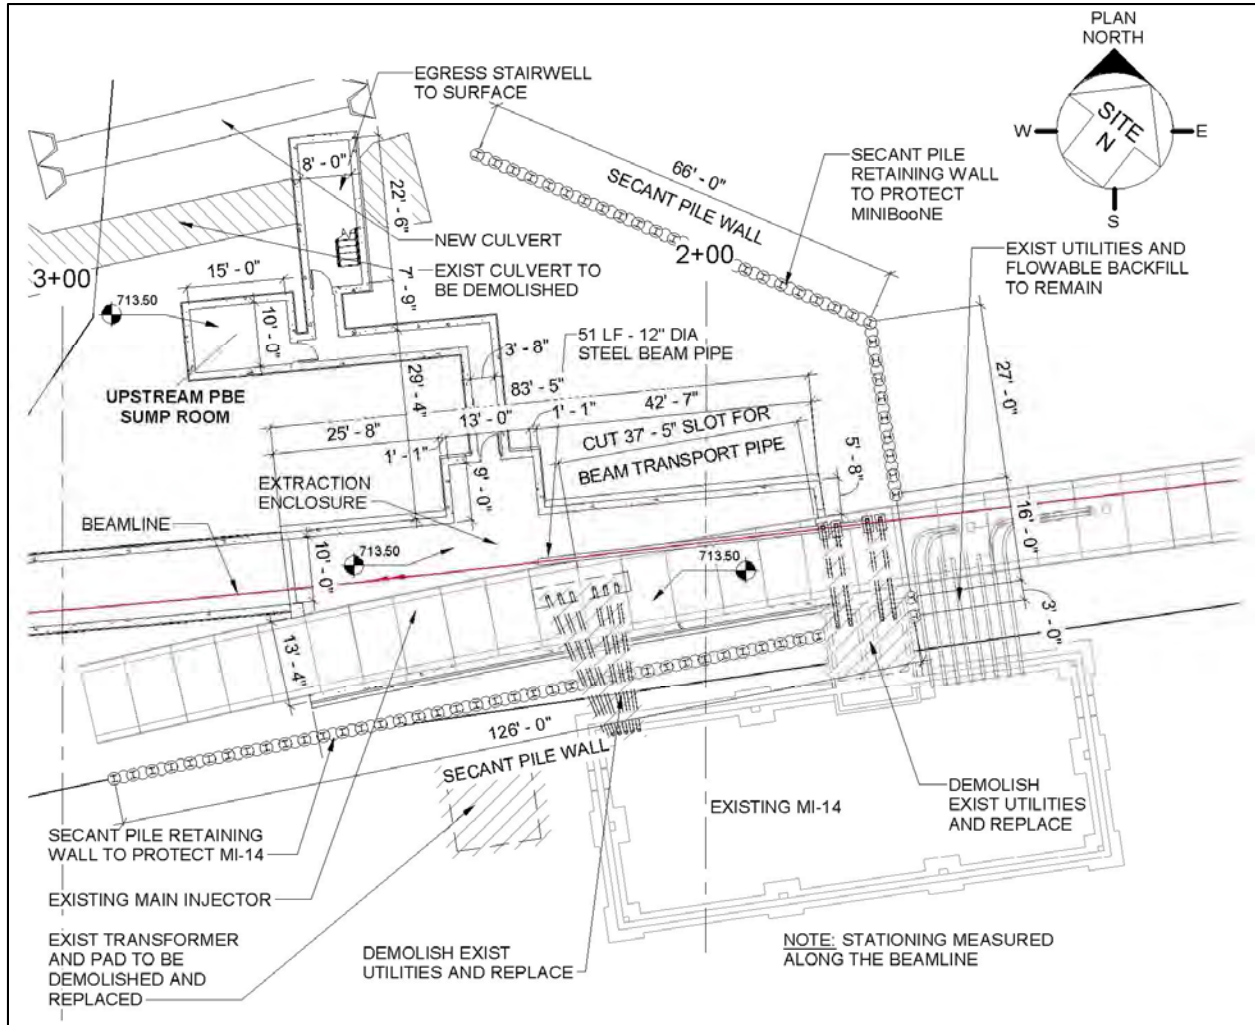 PLAN
NORTH
W
E
S
SITE
N
EGRESS STAIRWELL
TO SURFACE
8' - 0"
22' - 6"
66' - 0"
SECANT PILE WALL
SECANT PILE
RETAINING WALL
TO PROTECT
MINIBooNE
NEW CULVERT
2+00
EXIST UTILITIES AND
FLOWABLE BACKFILL
TO REMAIN
3+00
15' - 0"
7' - 9"
EXIST CULVERT TO
BE DEMOLISHED
713.50
10' - 0"
51 LF - 12" DIA
STEEL BEAM PIPE
3' - 8"
27' - 0"
UPSTREAM PBE
SUMP ROOM
29' - 4"
83' - 5"
13' - 0"
42' - 7"
25' - 8"
1' - 1"
1' - 1"
CUT 37' - 5" SLOT FOR
BEAM TRANSPORT PIPE
5' - 8"
9' - 0"
EXTRACTION
ENCLOSURE
BEAMLINE
16' - 0"
10' - 0"
713.50
713.50
13' - 4"
3' - 0"
126' - 0"
SECANT PILE WALL
EXISTING MI-14
DEMOLISH
EXIST UTILITIES
AND REPLACE
SECANT PILE RETAINING
WALL TO PROTECT MI-14
EXISTING MAIN INJECTOR
EXIST TRANSFORMER
AND PAD TO BE
DEMOLISHED AND
REPLACED
DEMOLISH EXIST
UTILITIES AND REPLACE
NOTE: STATIONING MEASURED
ALONG THE BEAMLINE